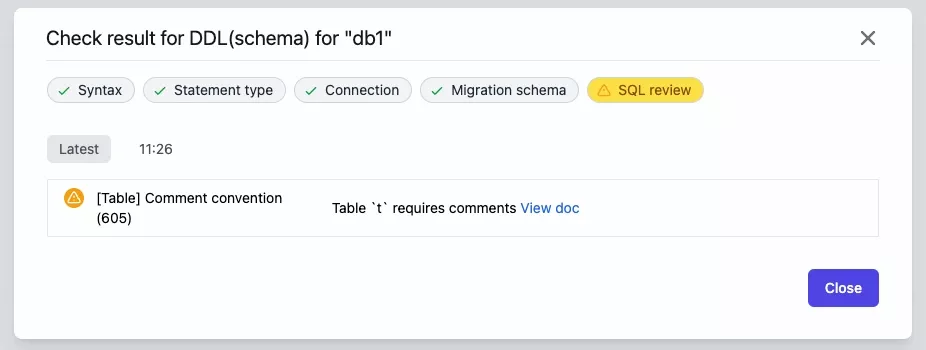 Check result for DDL(schema) for "db1"
Syntax
Statement type
Connection
Migration schema
SQL review
Latest
11:26
[Table] Comment convention
(605)
Table `t` requires comments View doc
Close